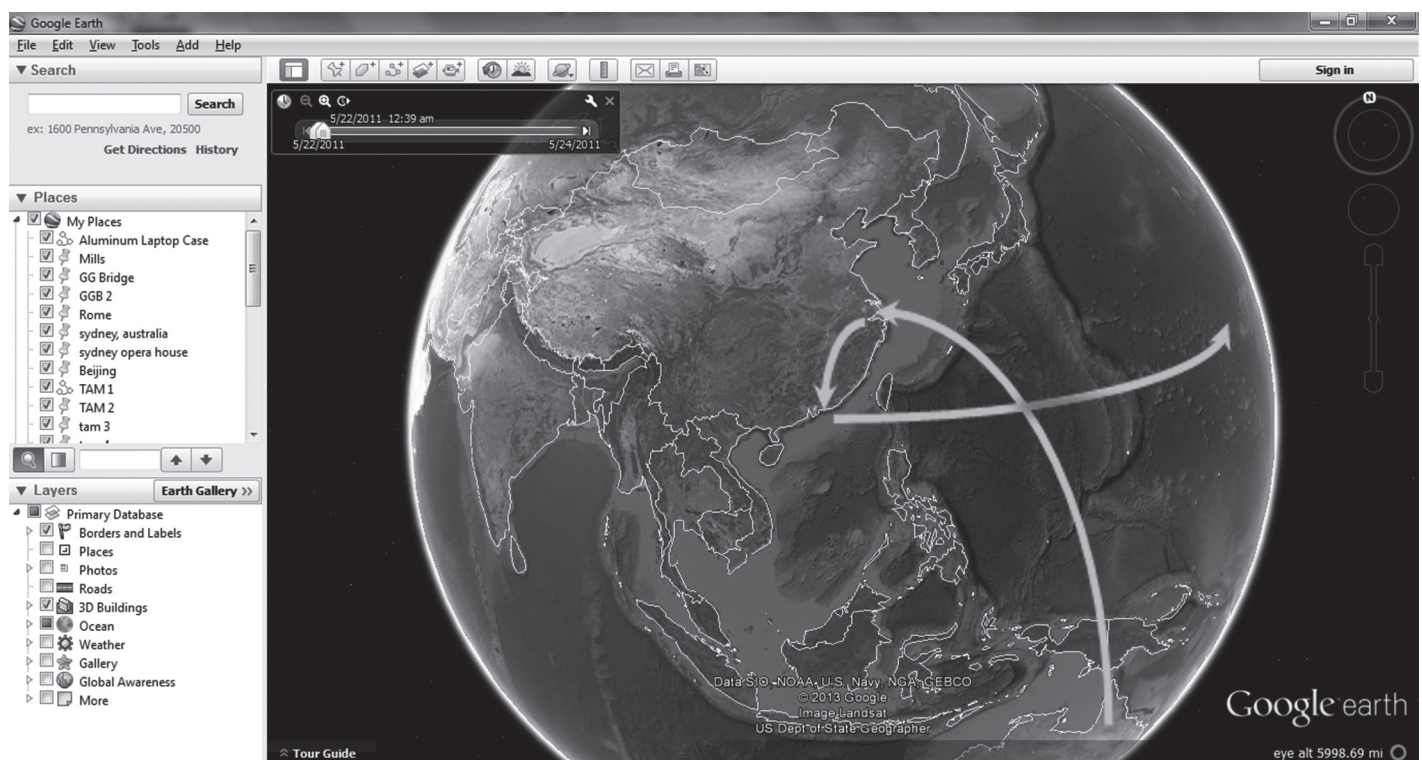 Google Earth
File Edit View Tools Add Help
Search
Search
ex: 1600 Pennsylvania Ave, 20500
Get Directions History
Places
My Places
Aluminum Laptop Case
Mills
GG Bridge
GGB 2
Rome
sydney, australia
sydney opera house
Beijing
TAM 1
TAM 2
tam 3
Layers
Earth Gallery >>
Primary Database
Borders and Labels
Places
Photos
Roads
3D Buildings
Ocean
Weather
Gallery
Global Awareness
More
Sign in
5/22/2011 12:39 am
5/22/2011 5/24/2011
N
Data SIO, NOAA, U.S. Navy, NGA, GEBCO
© 2013 Google
Image Landsat
US Dept of State Geographer
Google earth
Tour Guide
eye alt 5998.69 mi